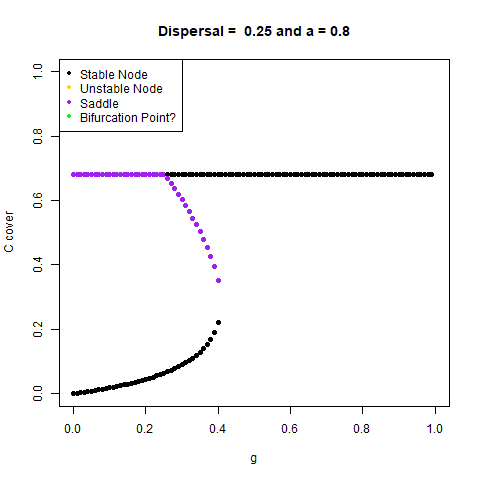 Dispersal =  0.25 and a = 0.8
Stable Node
Unstable Node
Saddle
Bifurcation Point?
C cover
1.0
0.8
0.6
0.4
0.2
0.0
0.0 0.2 0.4 0.6 0.8 1.0
g